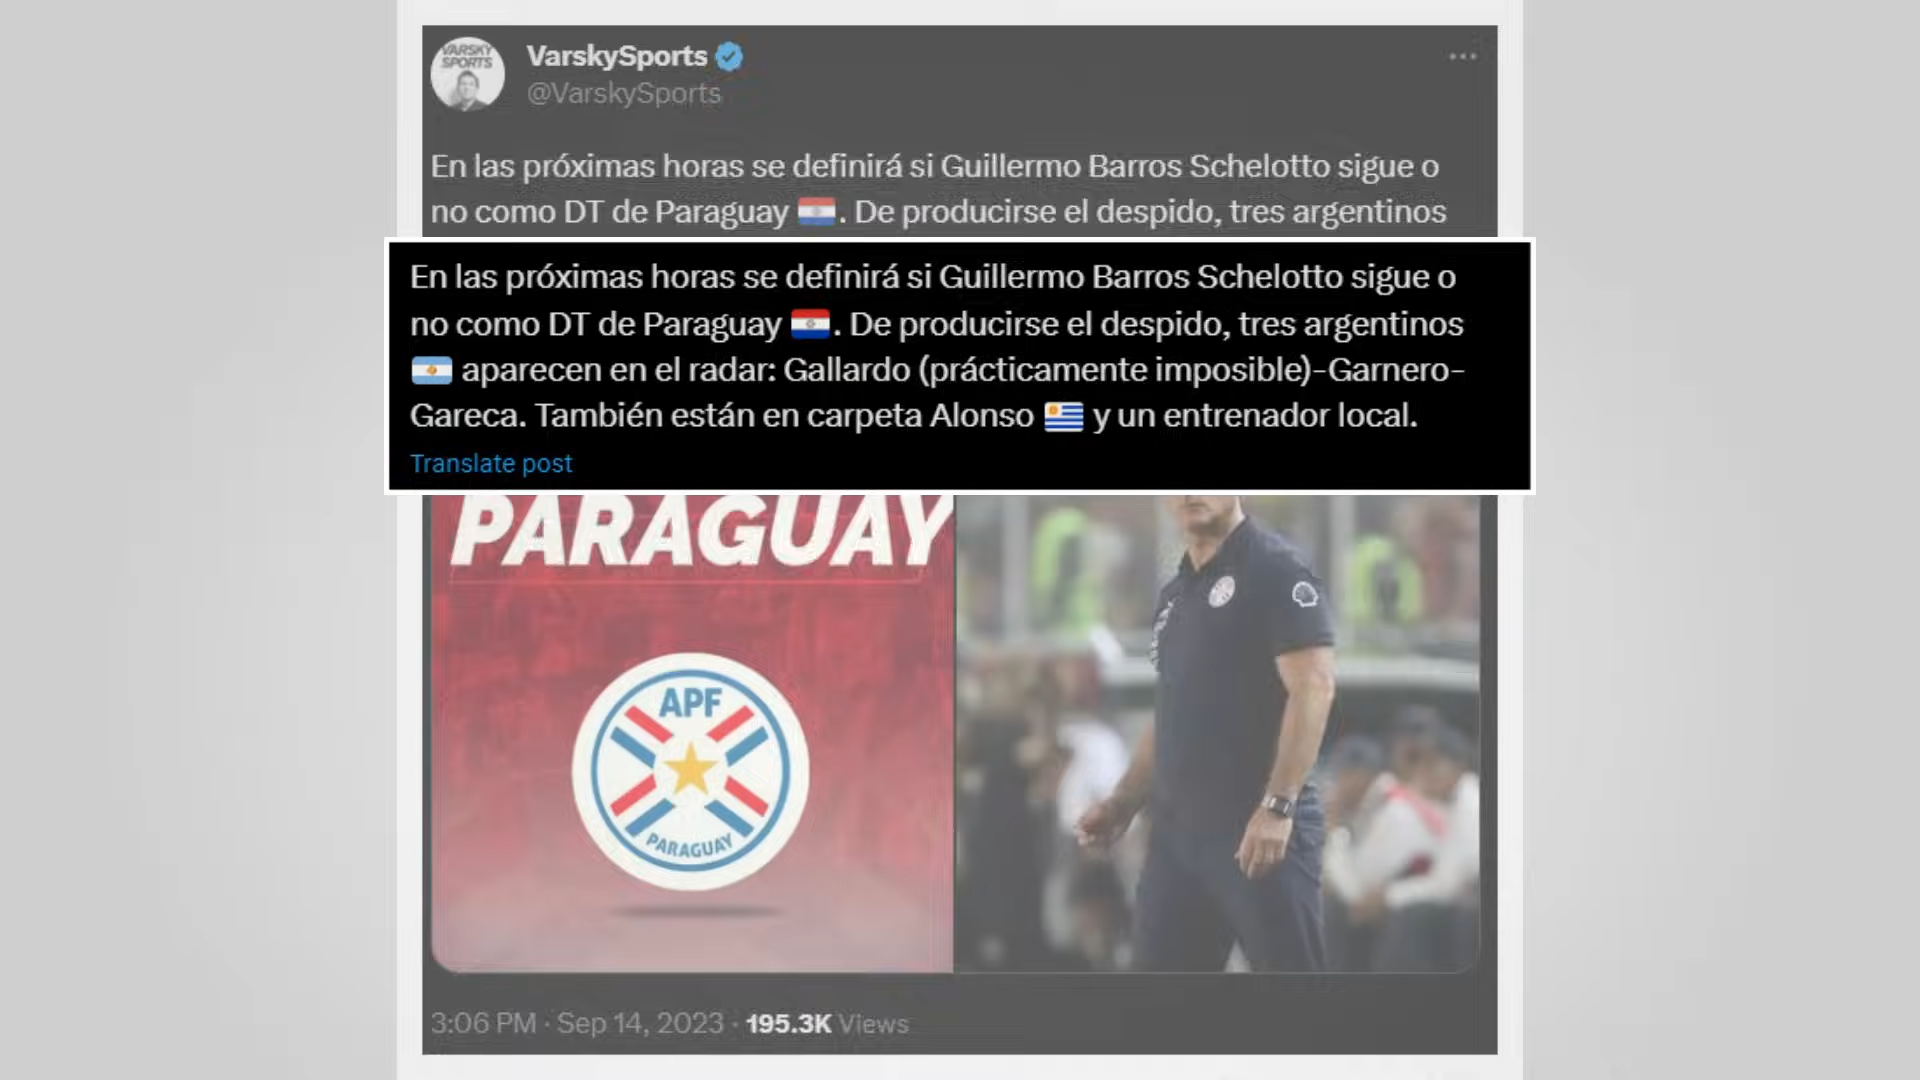 VARSKY
SPORTS
VarskySports
@VarskySports
En las próximas horas se definirá si Guillermo Barros Schelotto sigue o
no como DT de Paraguay 🇵🇾. De producirse el despido, tres argentinos
En las próximas horas se definirá si Guillermo Barros Schelotto sigue o
no como DT de Paraguay 🇵🇾. De producirse el despido, tres argentinos
🇦🇷 aparecen en el radar: Gallardo (prácticamente imposible)-Garnero-
Gareca. También están en carpeta Alonso 🇺🇾 y un entrenador local.
Translate post
PARAGUAY
APF
PARAGUAY
3:06 PM · Sep 14, 2023 · 195.3K Views